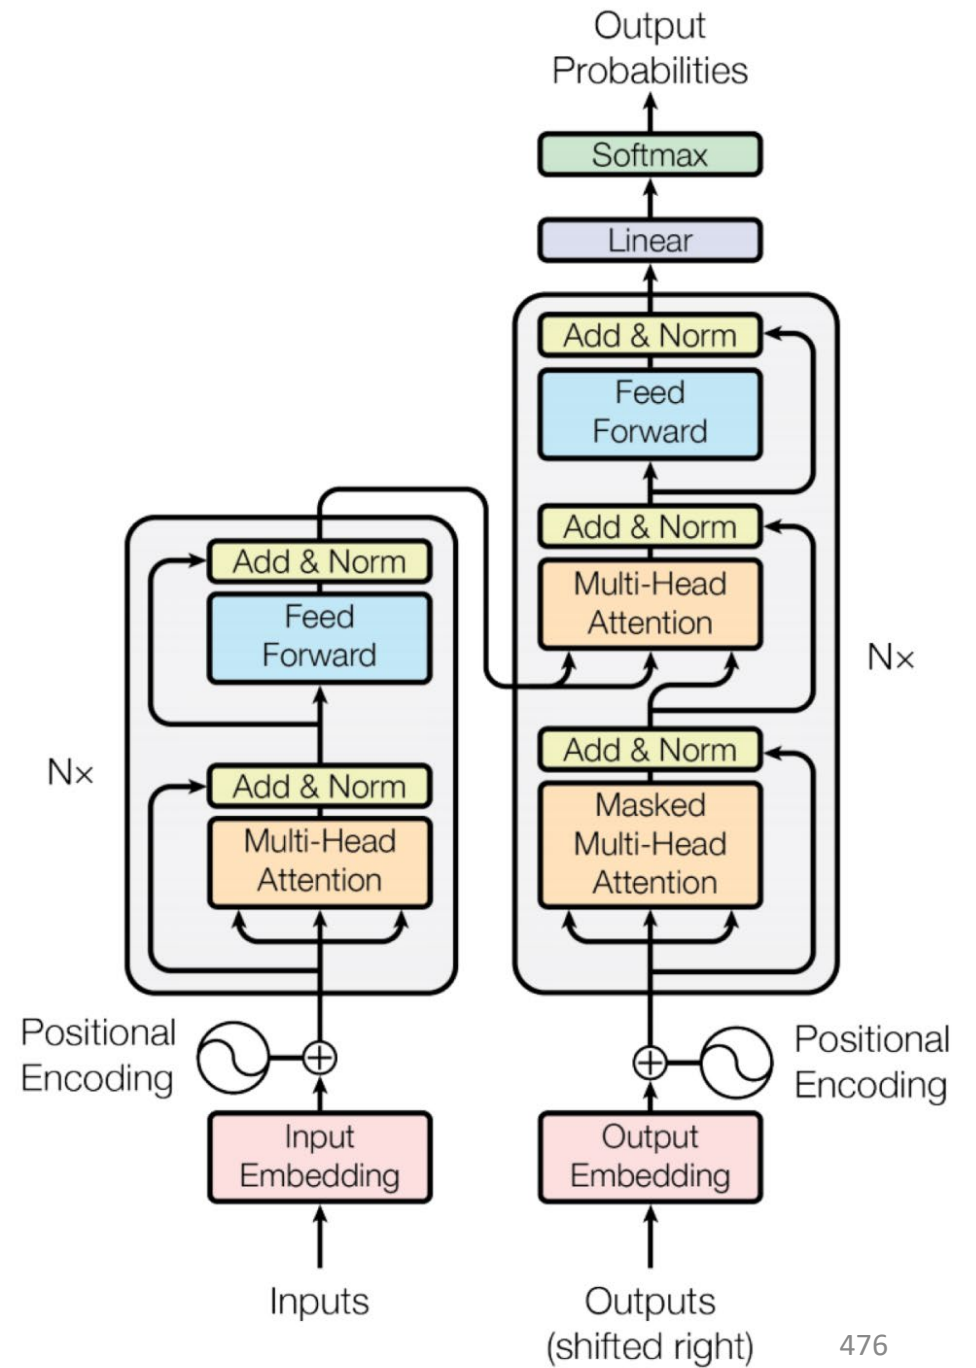 Output
Probabilities
Softmax
Linear
Add & Norm
Feed
Forward
Add & Norm
Multi-Head
Attention
Nx
Add & Norm
Masked
Multi-Head
Attention
Add & Norm
Feed
Forward
Nx
Add & Norm
Multi-Head
Attention
Positional
Encoding
Positional
Encoding
Input
Embedding
Output
Embedding
Inputs
Outputs
(shifted right)
476